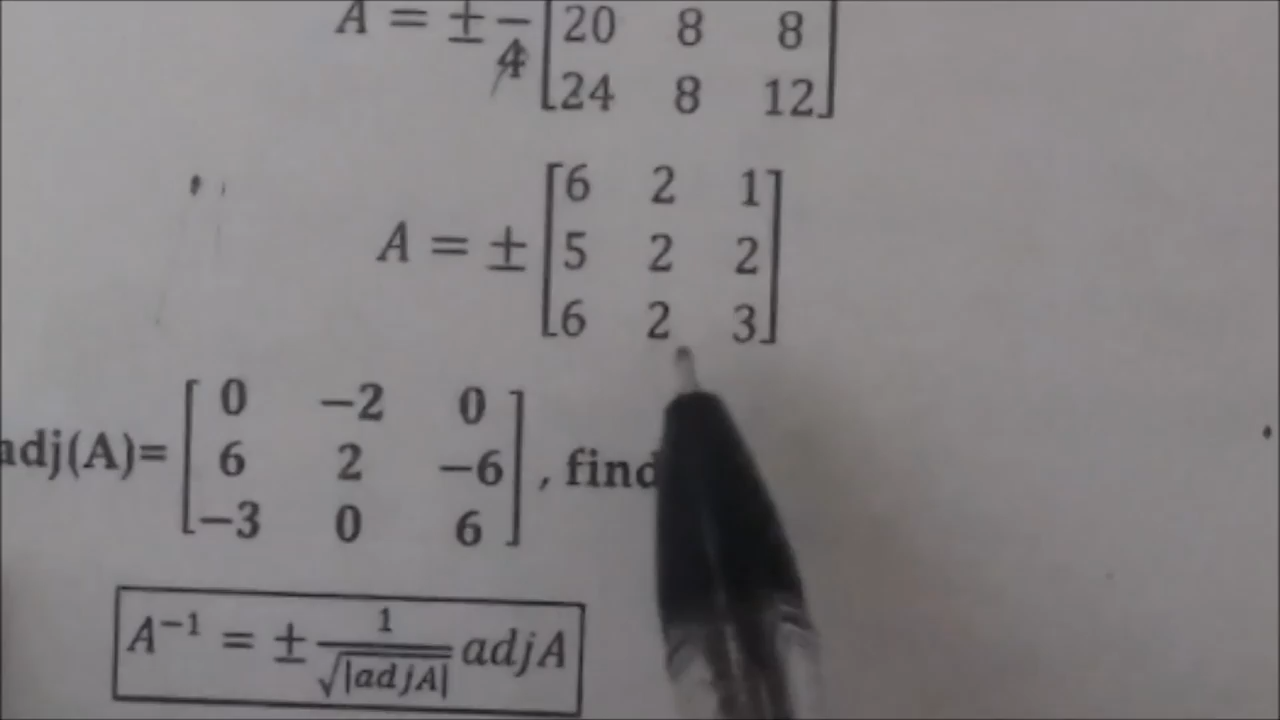 A = ± — [20 8 8
4 24 8 12]
[6 2 1]
A = ± [5 2 2]
[6 2 3]
[0 −2 0]
adj(A)= [6 2 −6] , find
[−3 0 6]
A⁻¹ = ± 1/√|adjA| adjA